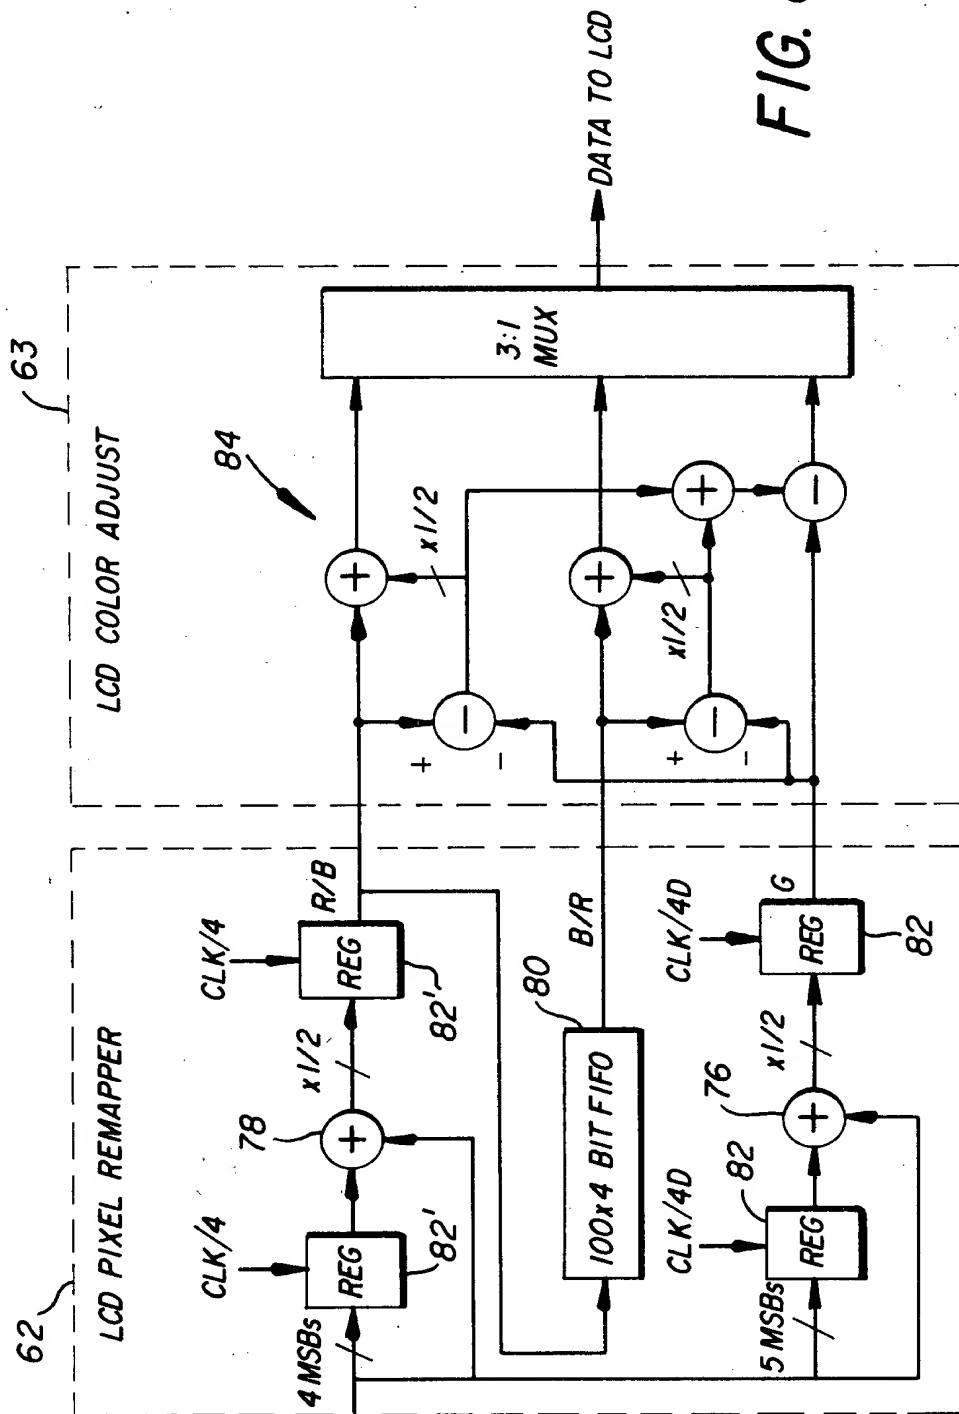 62
LCD PIXEL REMAPPER
4 MSBs
REG
CLK/4
82'
78
+
x1/2
REG
CLK/4
82'
R/B
100x4 BIT FIFO
80
B/R
5 MSBs
REG
CLK/4D
82
76
+
x1/2
REG
CLK/4D
82
G
63
LCD COLOR ADJUST
84
+
-
-
+
x1/2
+
-
-
+
x1/2
+
-
3:1
MUX
DATA TO LCD
FIG.